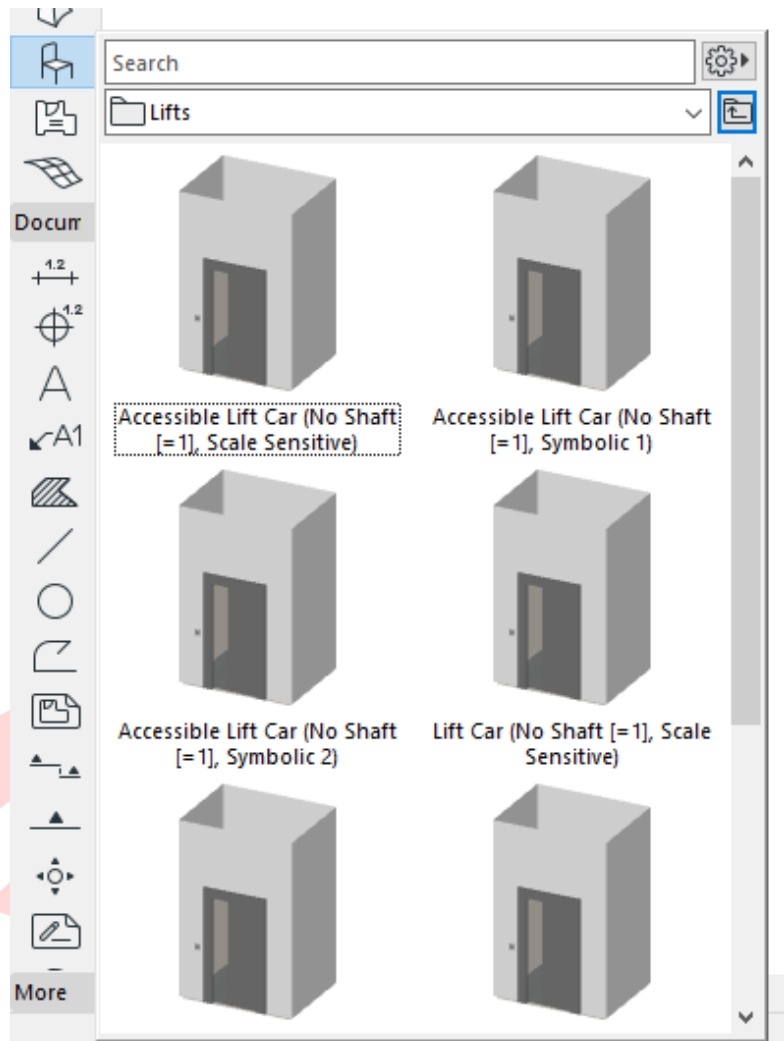 Search
Lifts
Docum
1.2
1.2
A
A1
Accessible Lift Car (No Shaft
[=1], Scale Sensitive)
Accessible Lift Car (No Shaft
[=1], Symbolic 1)
Accessible Lift Car (No Shaft
[=1], Symbolic 2)
Lift Car (No Shaft [=1], Scale
Sensitive)
More